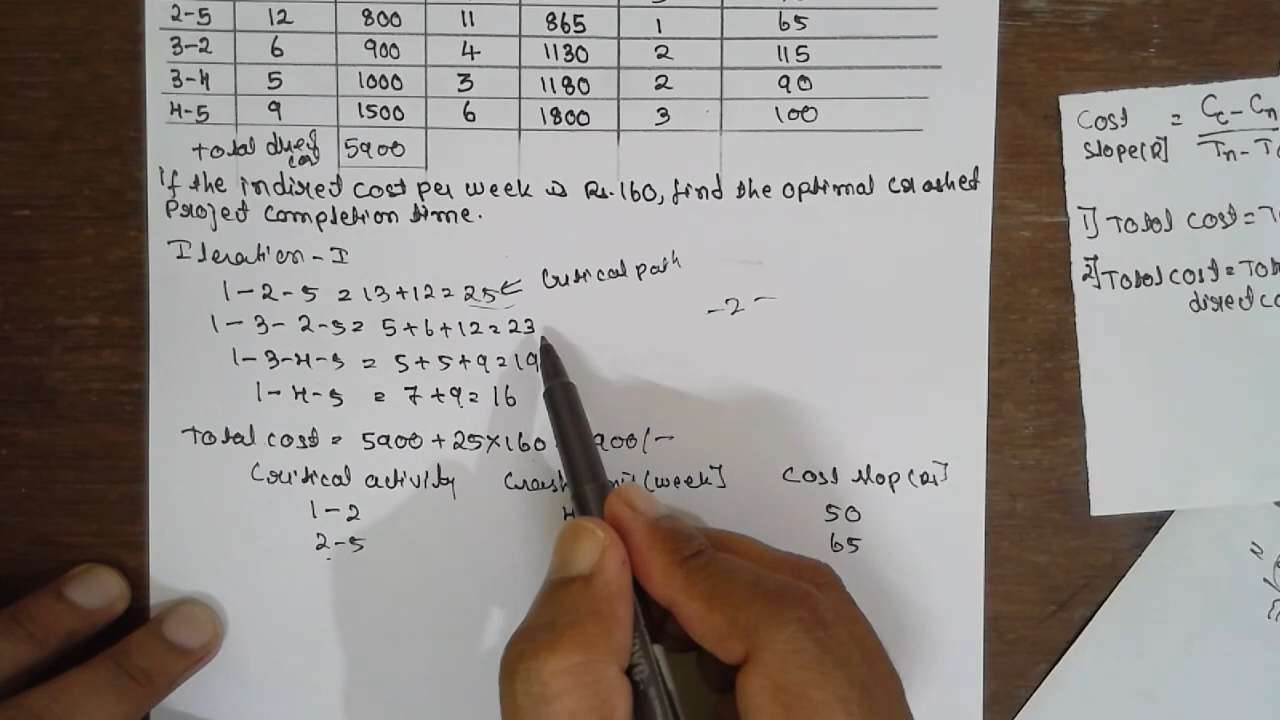 2-5 12 800 11 865 1 65
3-2 6 900 4 1130 2 115
3-4 5 1000 3 1180 2 90
4-5 9 1500 6 1800 3 100
Total direct cost 5900
If the indirect cost per week is Rs.160, find the optimal crashed
Project completion time.
Iteration - I
1-2-5 = 13+12 = 25 ← Critical path
-2-
1-3-2-5 = 5+6+12 = 23
1-3-4-5 = 5+5+9 = 19
1-4-5 = 7+9 = 16
Total cost = 5900 + 25×160 900/-
Critical activity (week) Cost slop (Rs)
1-2 50
2-5 65
Cost slope(Rs) = Cc - Cn
Tn - T
1) Total cost =
2) Total cost =
direct